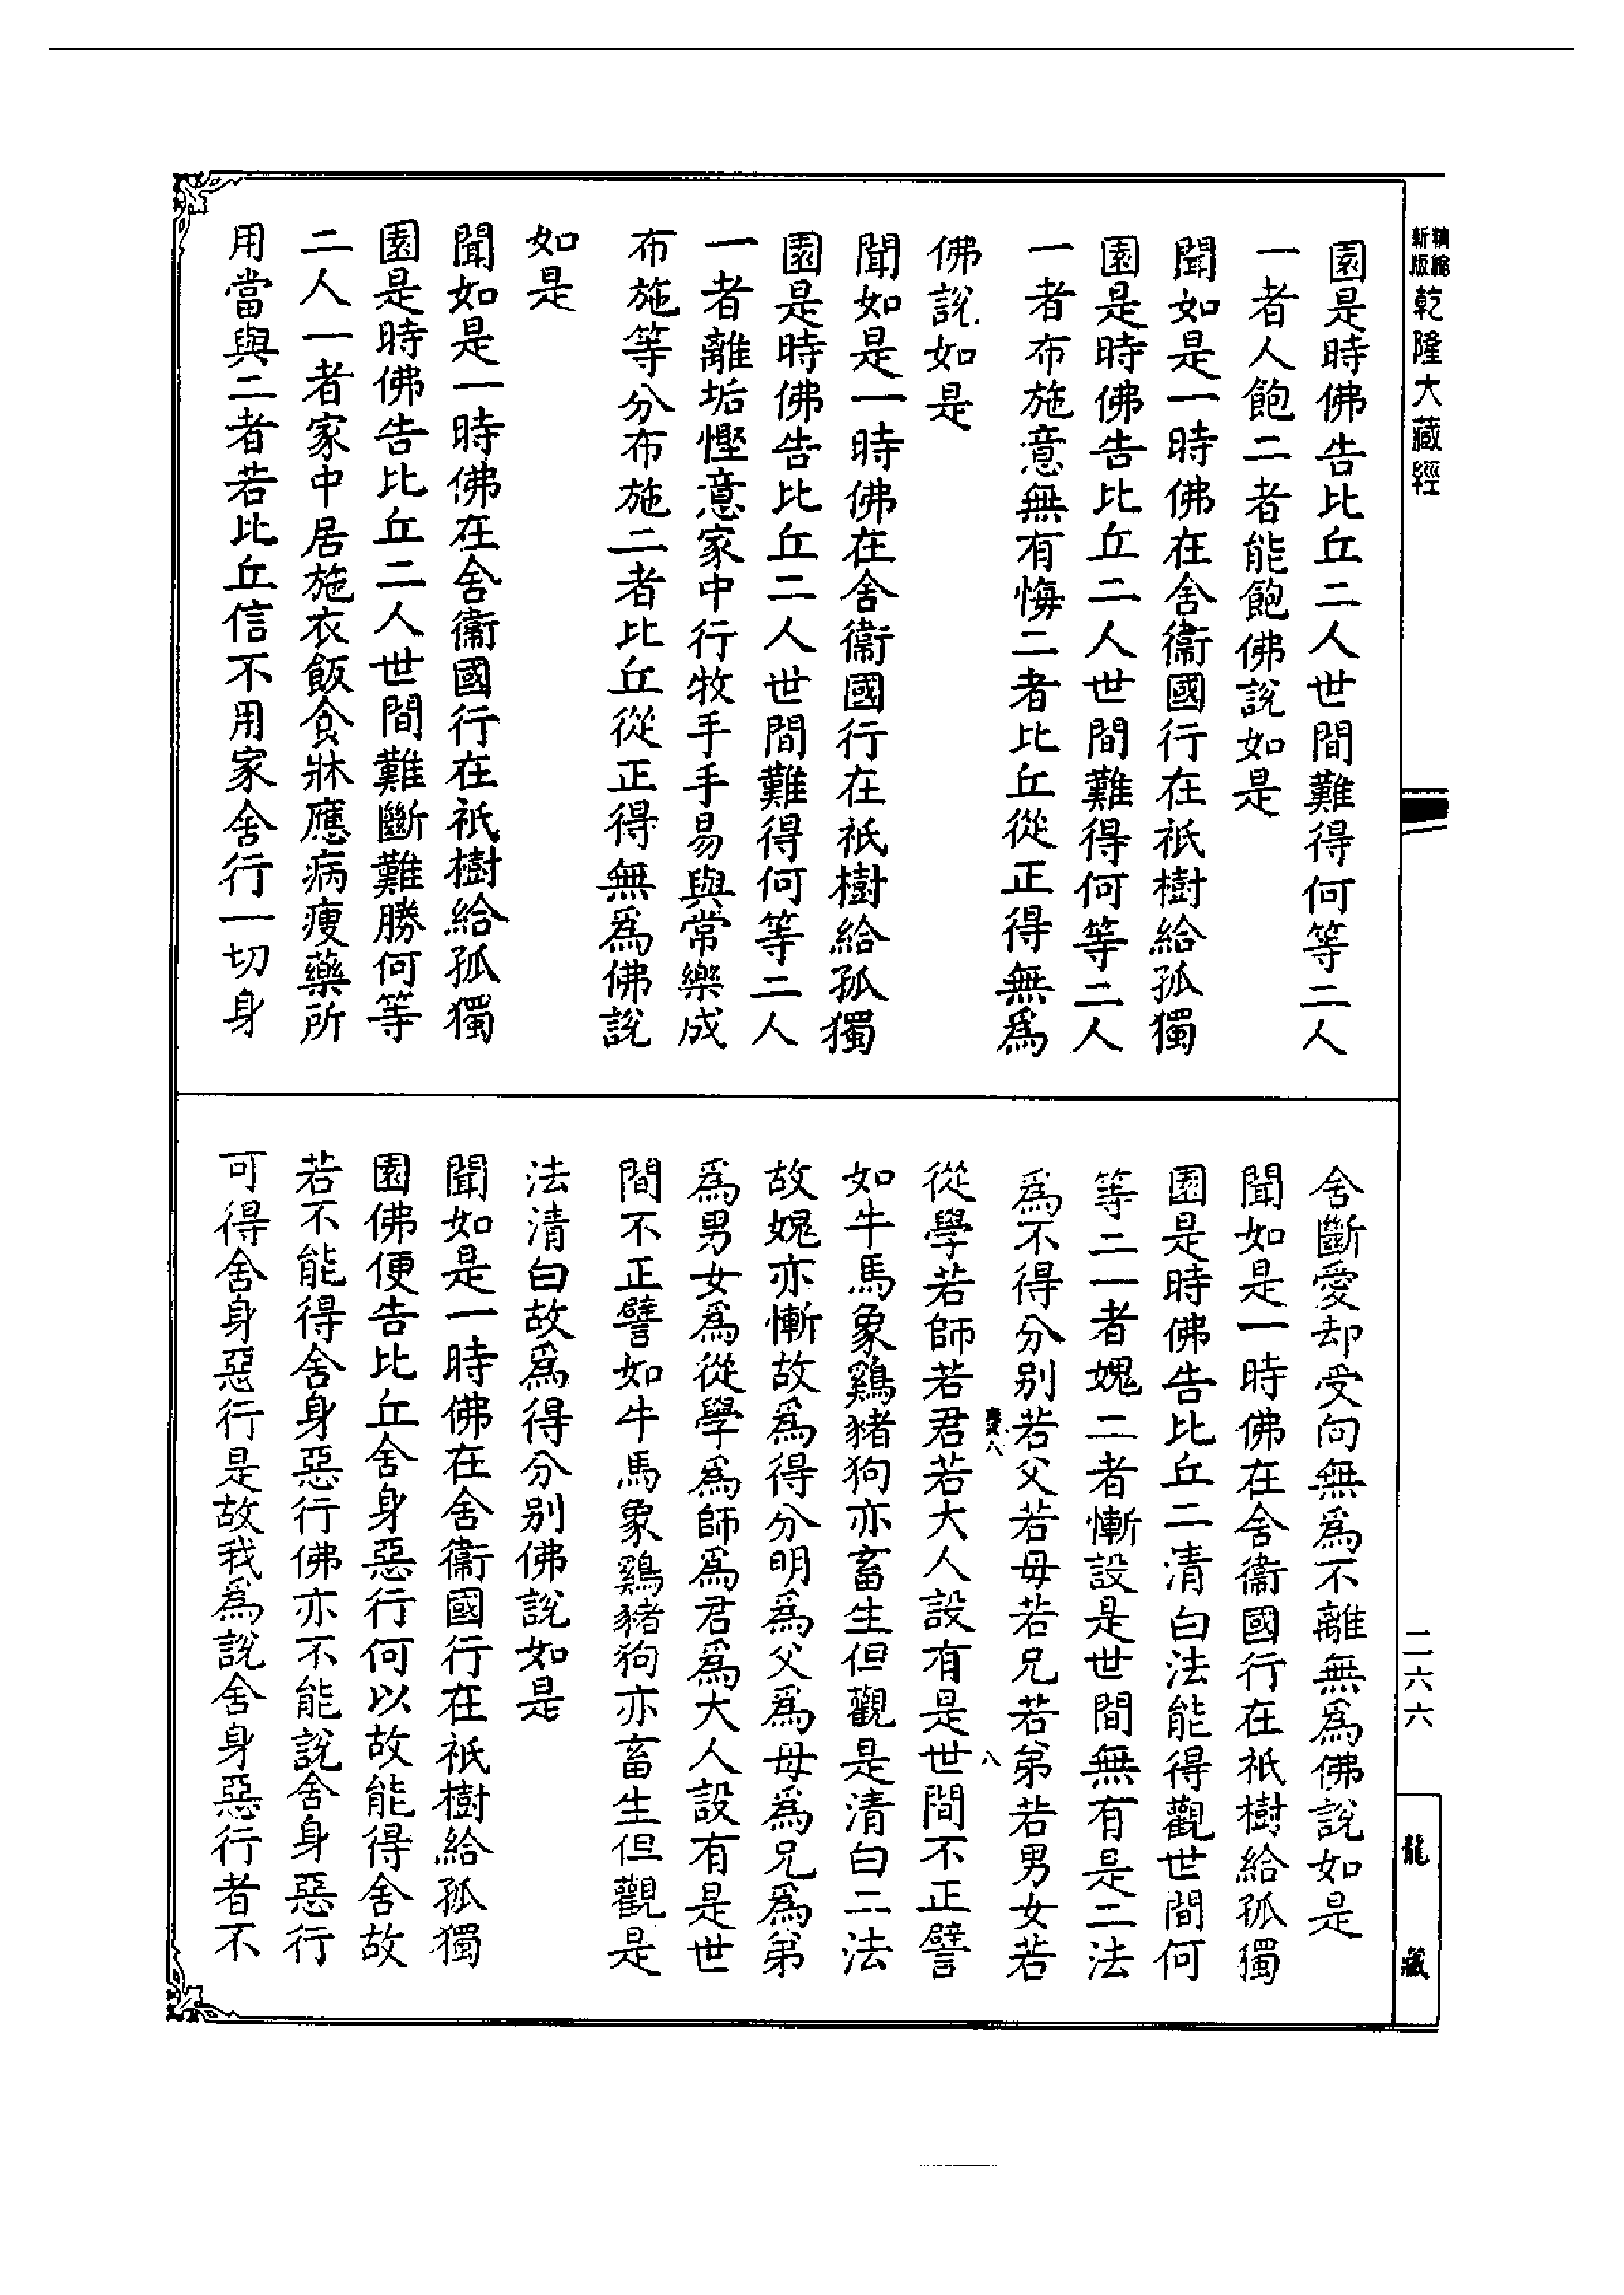 精縮新版乾隆大藏經
園是時佛告比丘二人世間難得何等二人
一者人飽二者能飽佛說如是
聞如是一時佛在舍衞國行在祇樹給孤獨
園是時佛告比丘二人世間難得何等二人
一者布施意無有悔二者比丘從正得無爲
佛說如是
聞如是一時佛在舍衞國行在祇樹給孤獨
園是時佛告比丘二人世間難得何等二人
一者離垢慳意家中行牧手手易與常樂成
布施等分布施二者比丘從正得無爲佛說
如是
聞如是一時佛在舍衞國行在祇樹給孤獨
園是時佛告比丘二人世間難斷難勝何等
二人一者家中居施衣飯食牀應病瘦藥所
用當與二者若比丘信不用家舍行一切身
舍斷愛却受向無爲不離無爲佛說如是
聞如是一時佛在舍衞國行在祇樹給孤獨
園是時佛告比丘二清白法能得觀世間何
等二一者媿二者慚設是世間無有是二法
爲不得分別若父若母若兄若弟若男女若
從學若師若君若大人設有是世間不正譬
如牛馬象鷄猪狗亦畜生但觀是清白二法
故媿亦慚故爲得分明爲父爲母爲兄爲弟
爲男女爲從學爲師爲君爲大人設有是世
間不正譬如牛馬象鷄猪狗亦畜生但觀是
法清白故爲得分別佛說如是
聞如是一時佛在舍衞國行在祇樹給孤獨
園佛便告比丘舍身惡行何以故能得舍故
若不能得舍身惡行佛亦不能說舍身惡行
可得舍身惡行是故我爲說舍身惡行者不
八
二六六
龍藏